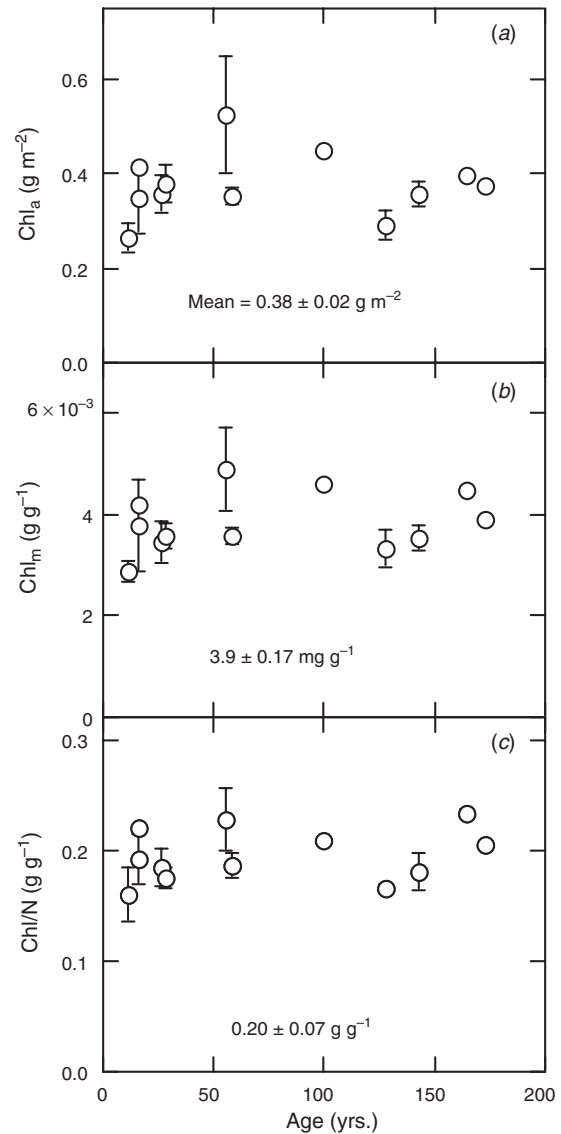 (a)
0.6
0.4
0.2
0.0
Chlₐ (g m⁻²)
Mean = 0.38 ± 0.02 g m⁻²
(b)
6 × 10⁻³
4
2
0
Chlₘ (g g⁻¹)
3.9 ± 0.17 mg g⁻¹
(c)
0.3
0.2
0.1
0.0
Chl/N (g g⁻¹)
0.20 ± 0.07 g g⁻¹
0 50 100 150 200
Age (yrs.)